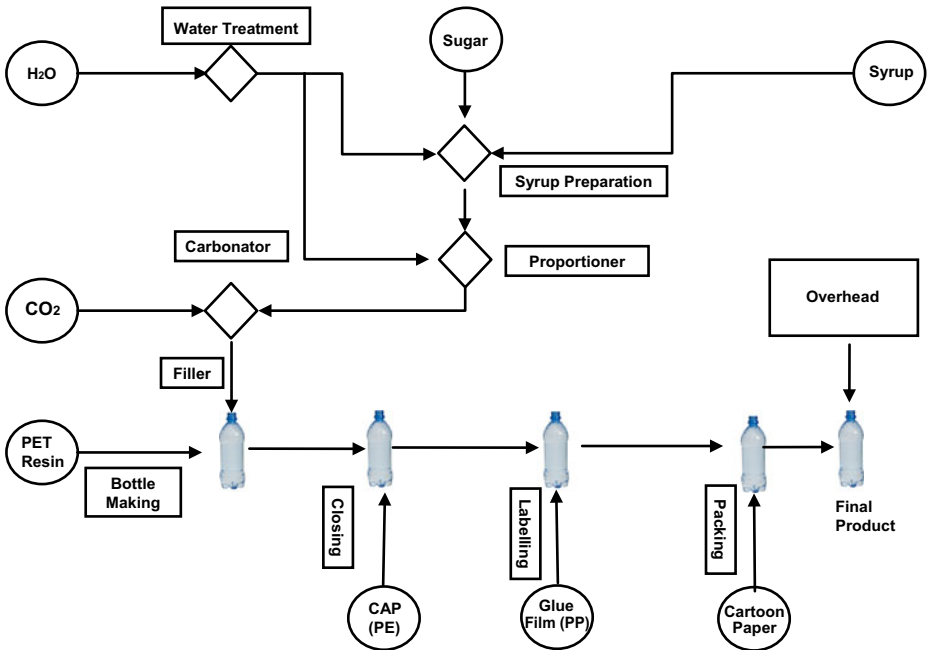 Water Treatment
Sugar
H₂O
Syrup
Syrup Preparation
Carbonator
Proportioner
CO₂
Overhead
Filler
PET
Resin
Bottle
Making
Closing
Labelling
Packing
Final
Product
CAP
(PE)
Glue
Film (PP)
Cartoon
Paper